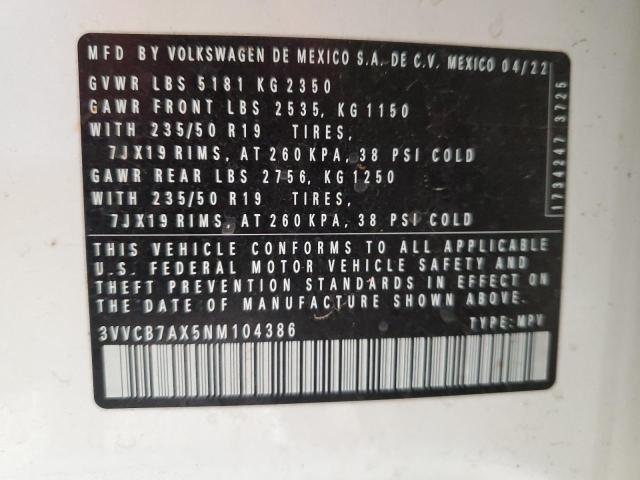 MFD BY VOLKSWAGEN DE MEXICO S.A. DE C.V. MEXICO 04/22
GVWR LBS 5181 KG 2350
GAWR FRONT LBS 2535, KG 1150
WITH 235/50 R19 TIRES,
7JX19 RIMS, AT 260 KPA, 38 PSI COLD
GAWR REAR LBS 2756, KG 1250
WITH 235/50 R19 TIRES,
7JX19 RIMS, AT 260 KPA, 38 PSI COLD
1734247 3725
THIS VEHICLE CONFORMS TO ALL APPLICABLE
U.S. FEDERAL MOTOR VEHICLE SAFETY AND
THEFT PREVENTION STANDARDS IN EFFECT ON
THE DATE OF MANUFACTURE SHOWN ABOVE.
3VVCB7AX5NM104386 TYPE: MPV